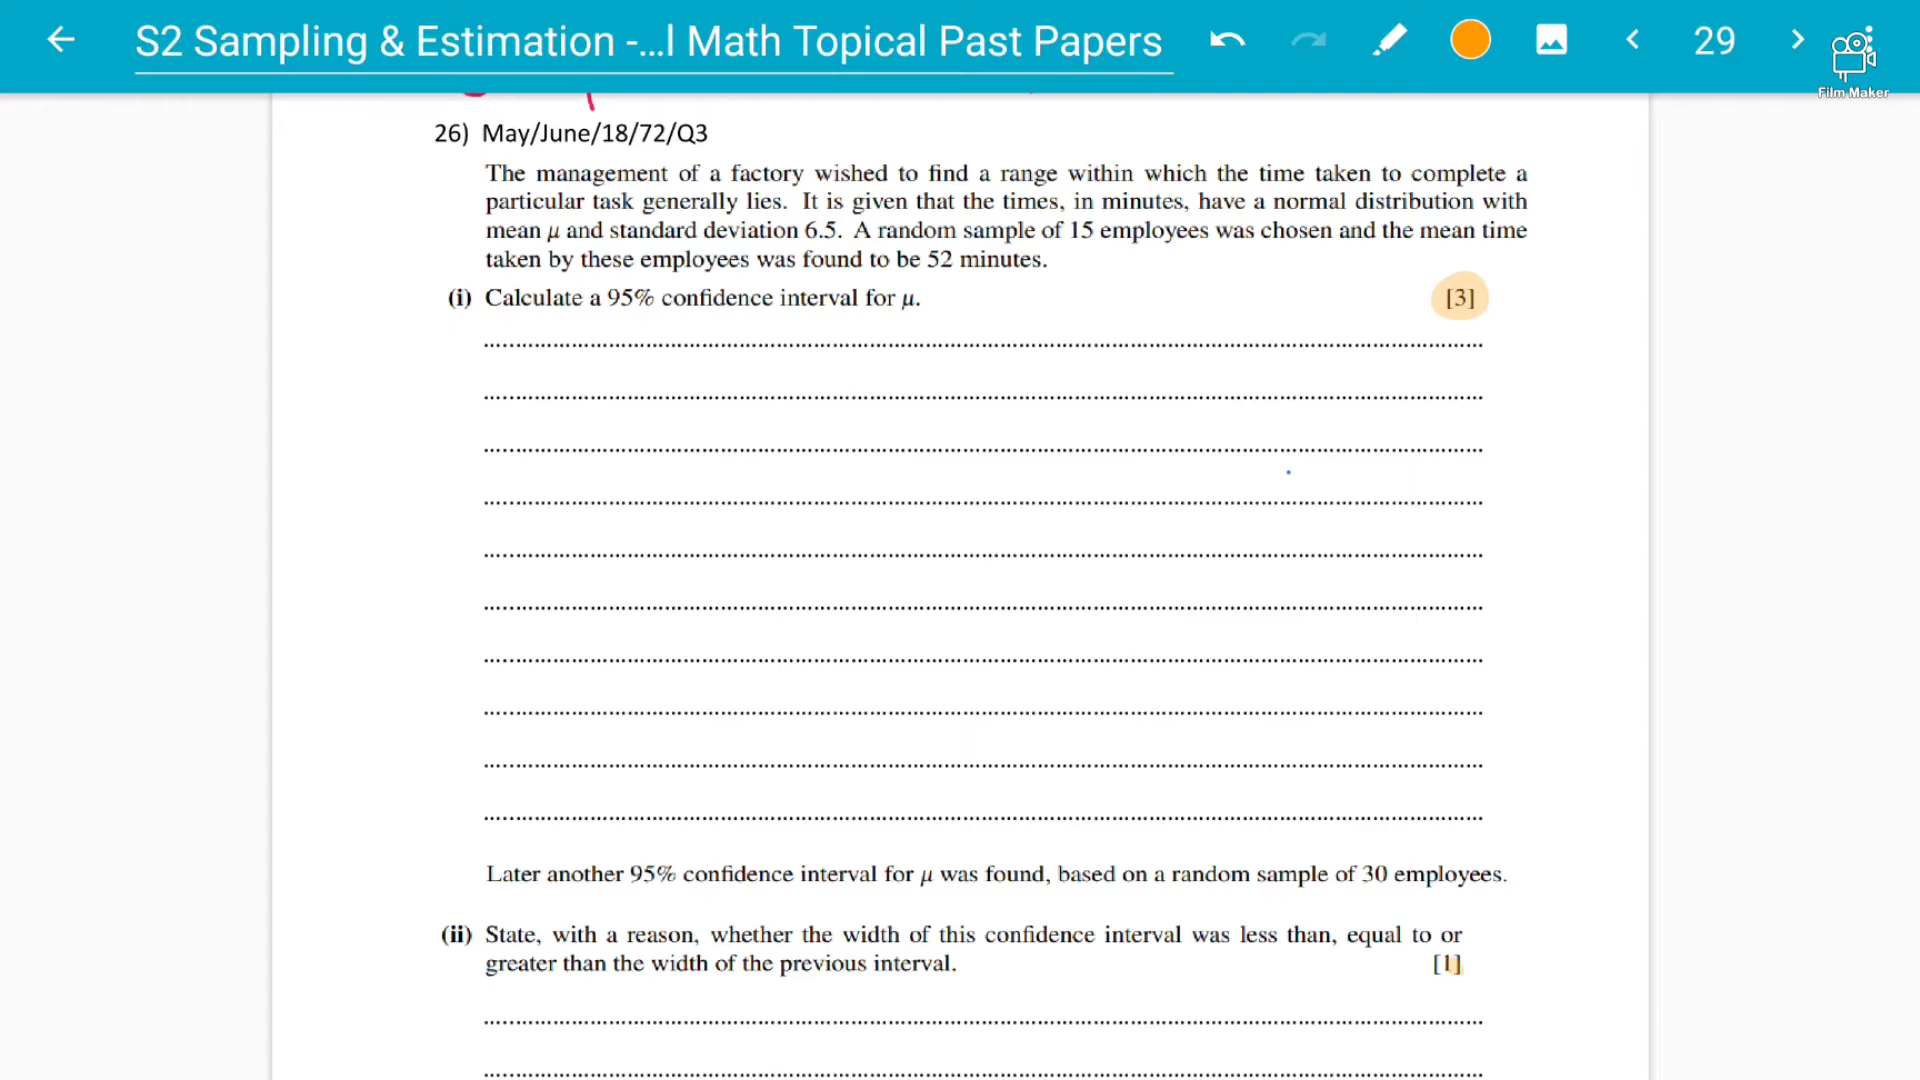 S2 Sampling & Estimation -...l Math Topical Past Papers
29
Film Maker
26) May/June/18/72/Q3
The management of a factory wished to find a range within which the time taken to complete a
particular task generally lies. It is given that the times, in minutes, have a normal distribution with
mean μ and standard deviation 6.5. A random sample of 15 employees was chosen and the mean time
taken by these employees was found to be 52 minutes.
(i) Calculate a 95% confidence interval for μ. [3]
Later another 95% confidence interval for μ was found, based on a random sample of 30 employees.
(ii) State, with a reason, whether the width of this confidence interval was less than, equal to or
greater than the width of the previous interval. [1]